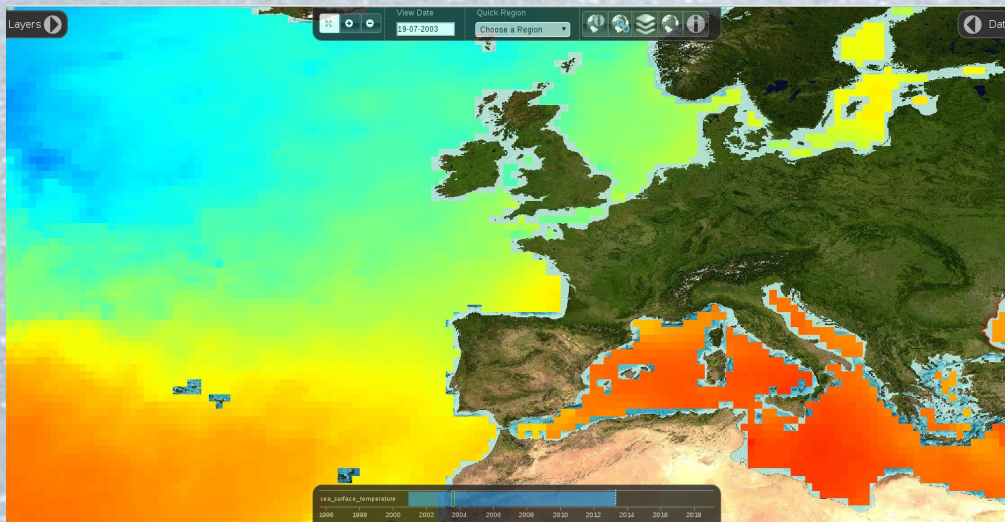 Layers
View Date
19-07-2003
Quick Region
Choose a Region
Dat
sea_surface_temperature
1996 1998 2000 2002 2004 2006 2008 2010 2012 2014 2016 2018